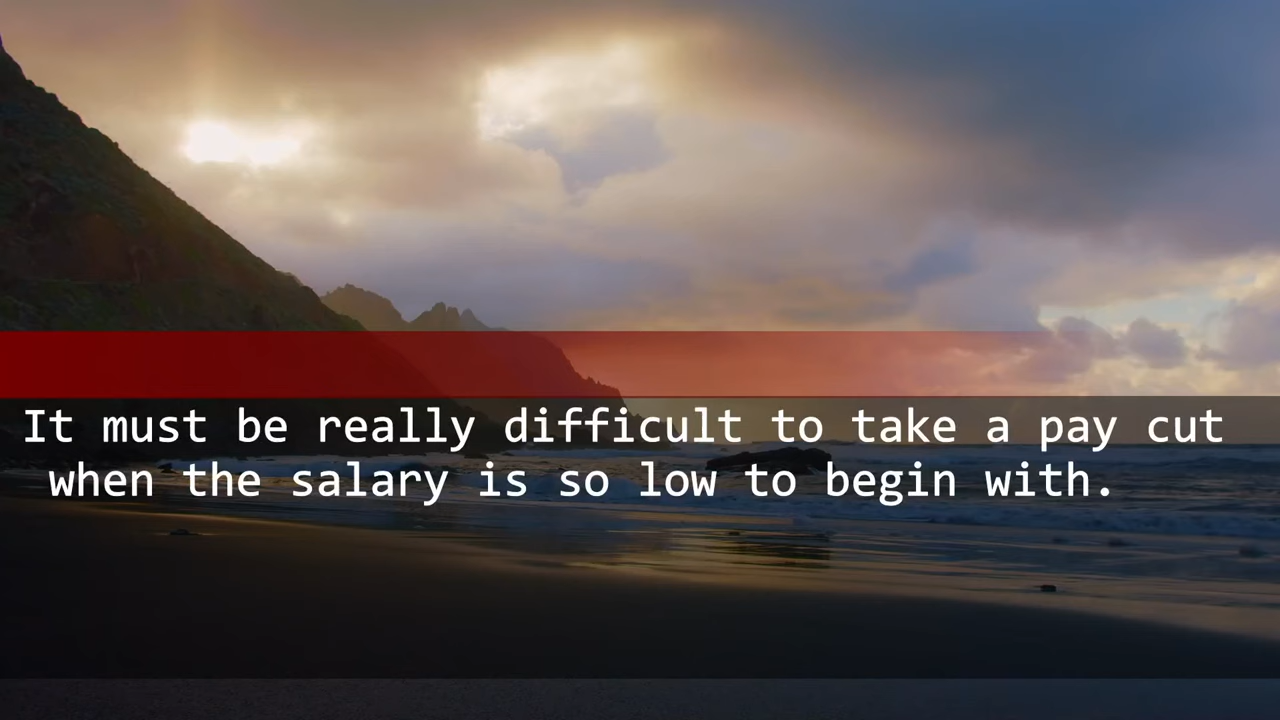 It must be really difficult to take a pay cut
when the salary is so low to begin with.